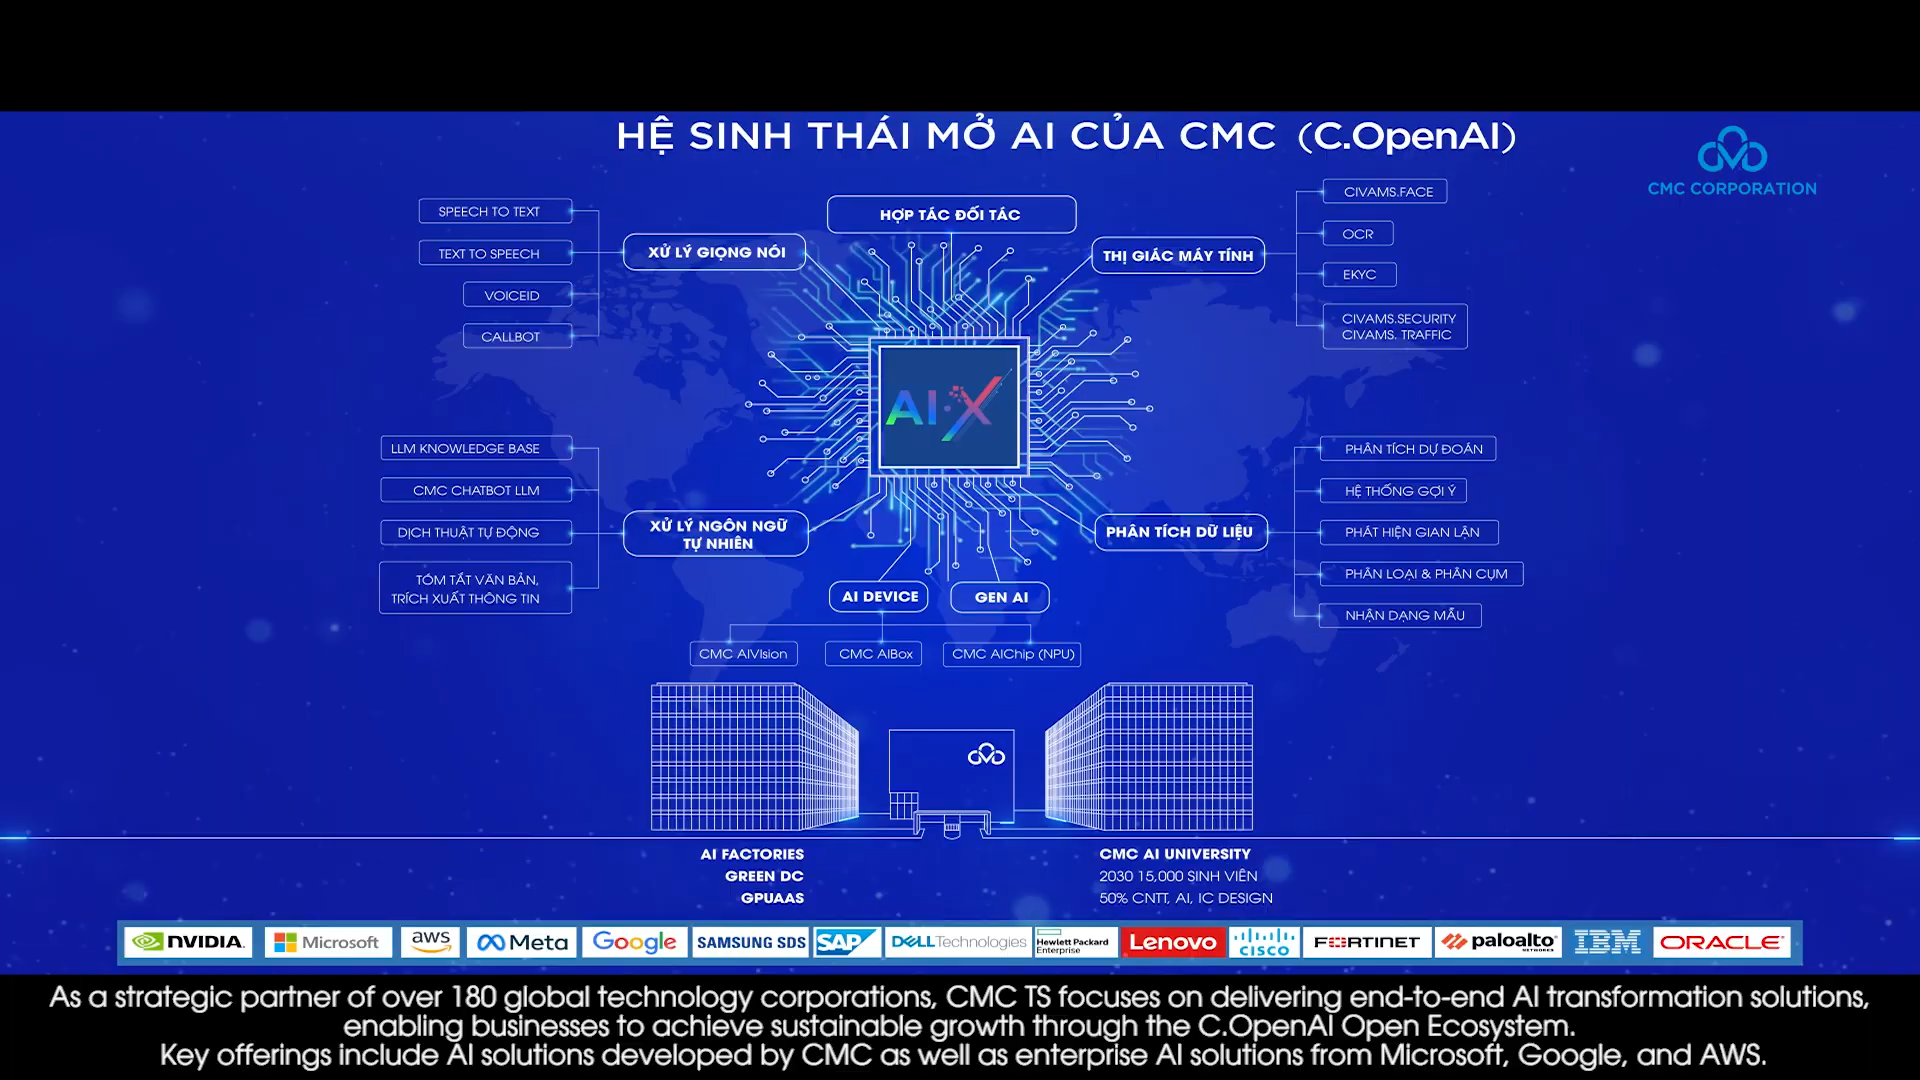 HỆ SINH THÁI MỞ AI CỦA CMC (C.OpenAI)
CMC CORPORATION
HỢP TÁC ĐỐI TÁC
XỬ LÝ GIỌNG NÓI
SPEECH TO TEXT
TEXT TO SPEECH
VOICEID
CALLBOT
THỊ GIÁC MÁY TÍNH
CIVAMS.FACE
OCR
EKYC
CIVAMS.SECURITY
CIVAMS. TRAFFIC
AI.X
XỬ LÝ NGÔN NGỮ
TỰ NHIÊN
LLM KNOWLEDGE BASE
CMC CHATBOT LLM
DỊCH THUẬT TỰ ĐỘNG
TÓM TẮT VĂN BẢN,
TRÍCH XUẤT THÔNG TIN
PHÂN TÍCH DỮ LIỆU
PHÂN TÍCH DỰ ĐOÁN
HỆ THỐNG GỢI Ý
PHÁT HIỆN GIAN LẬN
PHÂN LOẠI & PHÂN CỤM
NHẬN DẠNG MẪU
AI DEVICE
GEN AI
CMC AIVIsion
CMC AIBox
CMC AIChip (NPU)
AI FACTORIES
GREEN DC
GPUAAS
CMC AI UNIVERSITY
2030 15,000 SINH VIÊN
50% CNTT, AI, IC DESIGN
NVIDIA.
Microsoft
aws
Meta
Google
SAMSUNG SDS
SAP
DELL Technologies
Hewlett Packard
Enterprise
Lenovo
CISCO
FORTINET
paloalto
NETWORKS
IBM
ORACLE
As a strategic partner of over 180 global technology corporations, CMC TS focuses on delivering end-to-end AI transformation solutions,
enabling businesses to achieve sustainable growth through the C.OpenAI Open Ecosystem.
Key offerings include AI solutions developed by CMC as well as enterprise AI solutions from Microsoft, Google, and AWS.